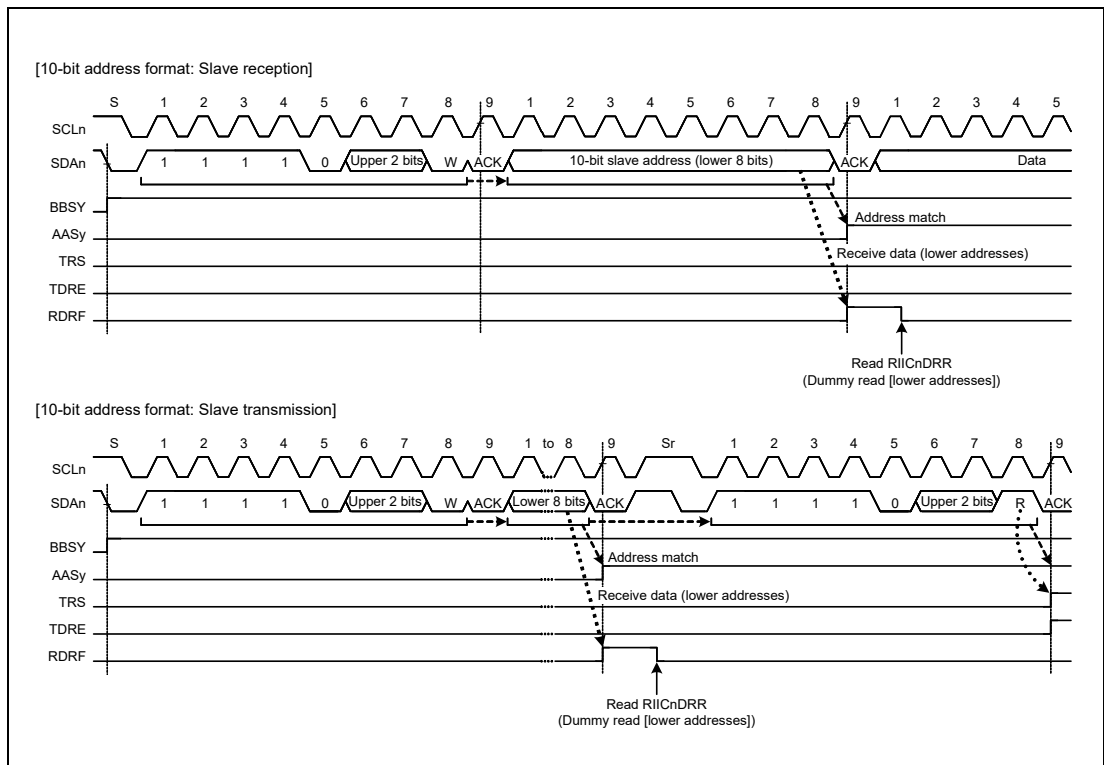 [10-bit address format: Slave reception]
S 1 2 3 4 5 6 7 8 9 1 2 3 4 5 6 7 8 9 1 2 3 4 5
SCLn
SDAn 1 1 1 1 0 Upper 2 bits W ACK 10-bit slave address (lower 8 bits) ACK Data
BBSY
Address match
AASy
Receive data (lower addresses)
TRS
TDRE
RDRF
Read RIICnDRR
(Dummy read [lower addresses])
[10-bit address format: Slave transmission]
S 1 2 3 4 5 6 7 8 9 1 to 8 9 Sr 1 2 3 4 5 6 7 8 9
SCLn
SDAn 1 1 1 1 0 Upper 2 bits W ACK Lower 8 bits ACK 1 1 1 1 0 Upper 2 bits R ACK
BBSY
Address match
AASy
Receive data (lower addresses)
TRS
TDRE
RDRF
Read RIICnDRR
(Dummy read [lower addresses])